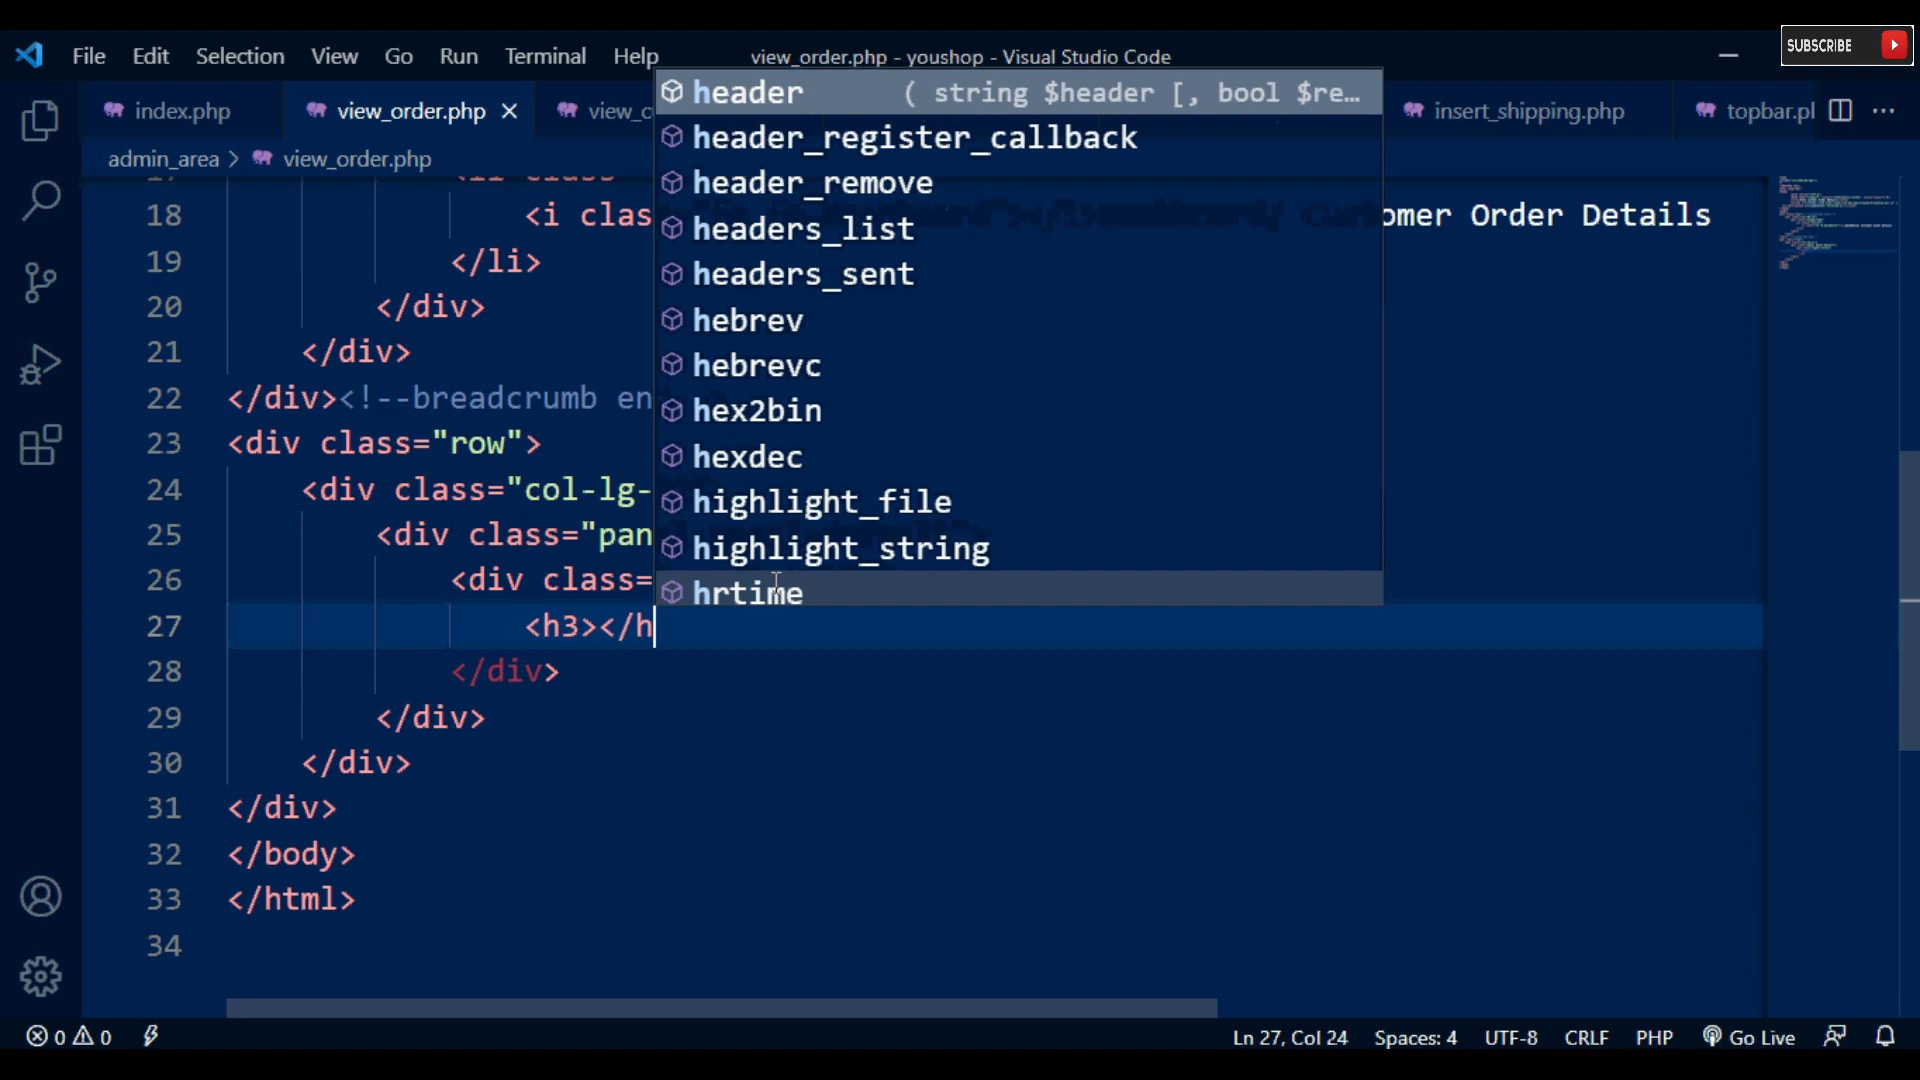 File Edit Selection View Go Run Terminal Help view_order.php - youshop - Visual Studio Code SUBSCRIBE
index.php view_order.php view_c insert_shipping.php topbar.pl
admin_area > view_order.php
header ( string $header [, bool $re…
header_register_callback
header_remove
headers_list
headers_sent
hebrev
hebrevc
hex2bin
hexdec
highlight_file
highlight_string
hrtime
18 <i clas omer Order Details
19 </li>
20 </div>
21 </div>
22 </div><!--breadcrumb en
23 <div class="row">
24 <div class="col-lg-
25 <div class="pan
26 <div class=
27 <h3></h
28 </div>
29 </div>
30 </div>
31 </div>
32 </body>
33 </html>
34
0 0 Ln 27, Col 24 Spaces: 4 UTF-8 CRLF PHP Go Live